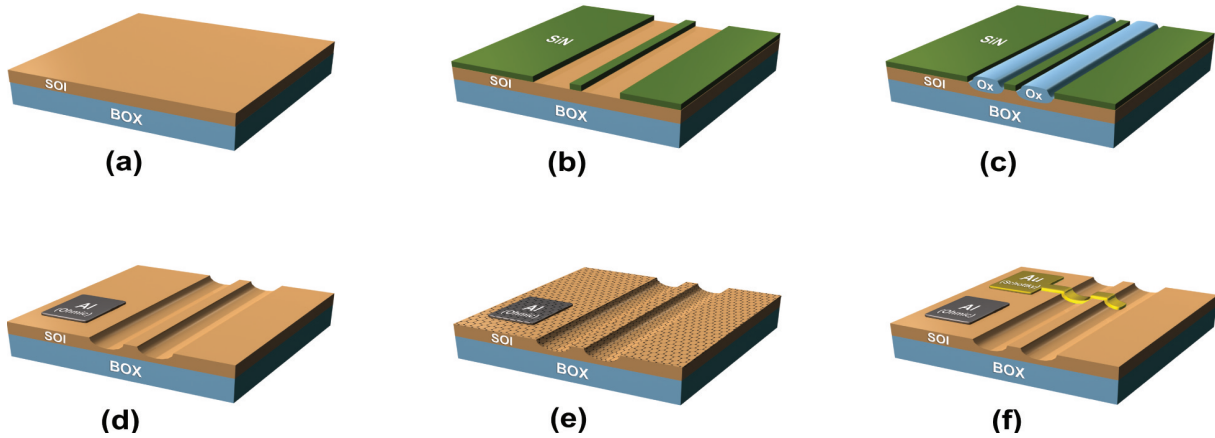 SOI
BOX
(a)
SiN
SOI
BOX
(b)
SiN
SOI
Ox
Ox
BOX
(c)
Al
(Ohmic)
SOI
BOX
(d)
Al
(Ohmic)
SOI
BOX
(e)
Au
(Schottky)
Al
(Ohmic)
SOI
BOX
(f)